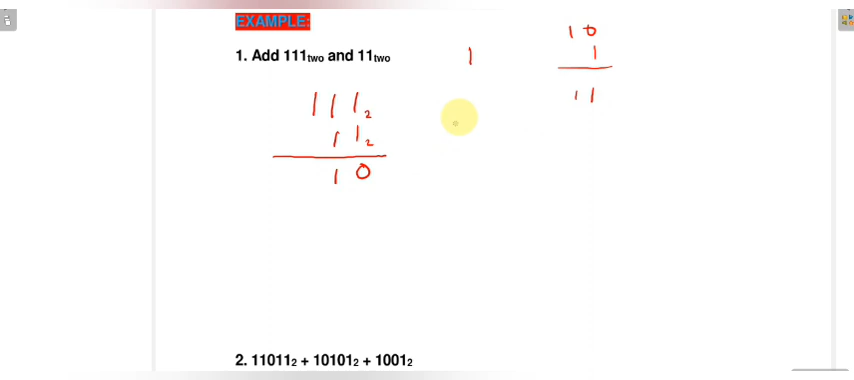 EXAMPLE:
1. Add 111two and 11two
1
10
1
11
111₂
11₂
10
2. 11011₂ + 10101₂ + 1001₂